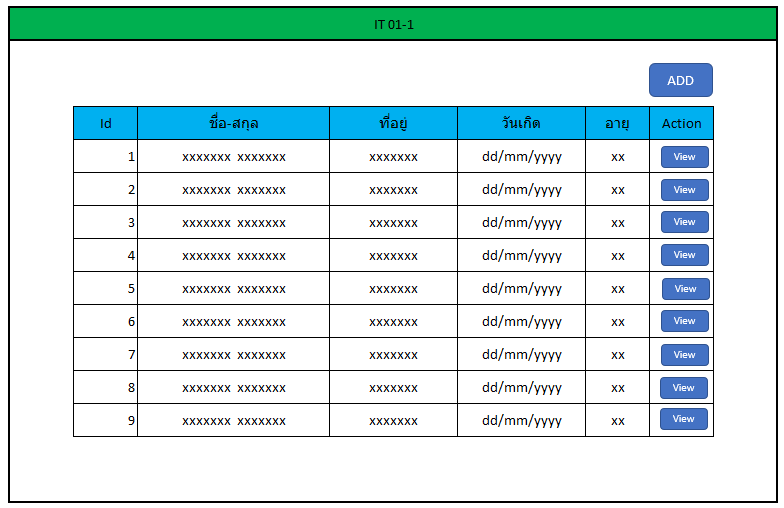 IT 01-1
ADD
Id ชื่อ-สกุล ที่อยู่ วันเกิด อายุ Action
1 xxxxxxx xxxxxxx xxxxxxx dd/mm/yyyy xx View
2 xxxxxxx xxxxxxx xxxxxxx dd/mm/yyyy xx View
3 xxxxxxx xxxxxxx xxxxxxx dd/mm/yyyy xx View
4 xxxxxxx xxxxxxx xxxxxxx dd/mm/yyyy xx View
5 xxxxxxx xxxxxxx xxxxxxx dd/mm/yyyy xx View
6 xxxxxxx xxxxxxx xxxxxxx dd/mm/yyyy xx View
7 xxxxxxx xxxxxxx xxxxxxx dd/mm/yyyy xx View
8 xxxxxxx xxxxxxx xxxxxxx dd/mm/yyyy xx View
9 xxxxxxx xxxxxxx xxxxxxx dd/mm/yyyy xx View